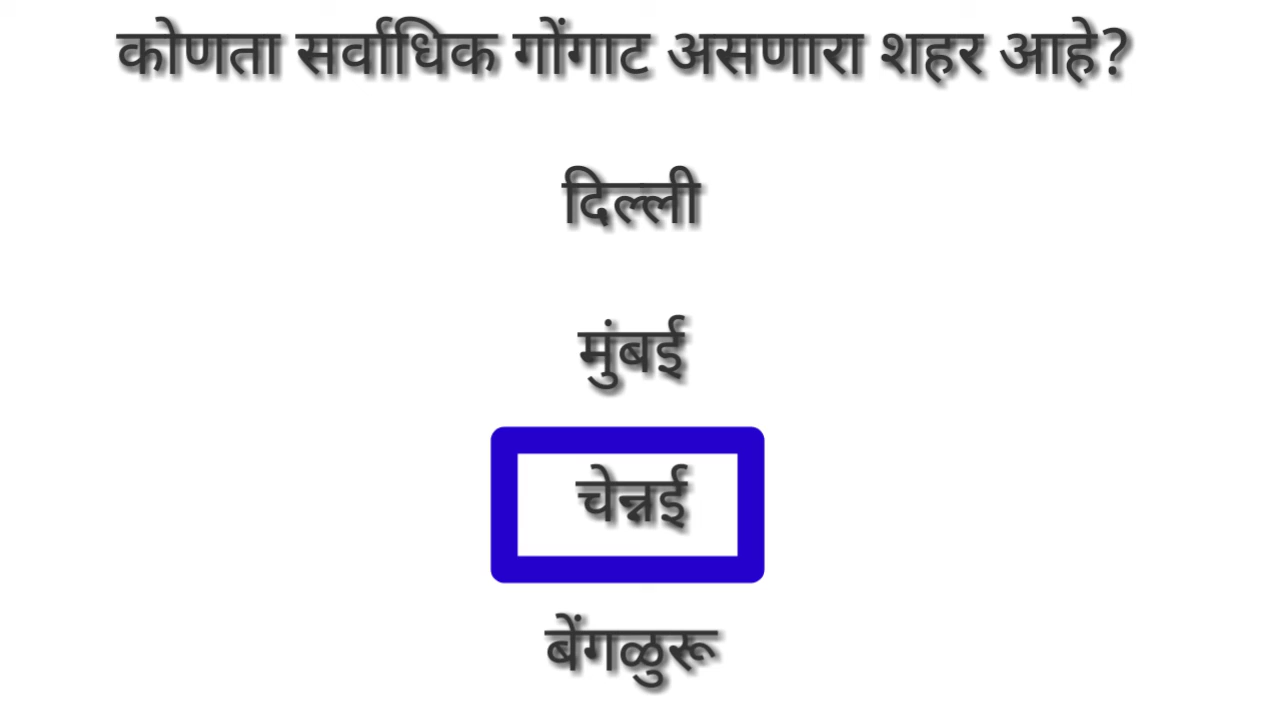 कोणता सर्वाधिक गोंगाट असणारा शहर आहे?
दिल्ली
मुंबई
चेन्नई
बेंगळुरू